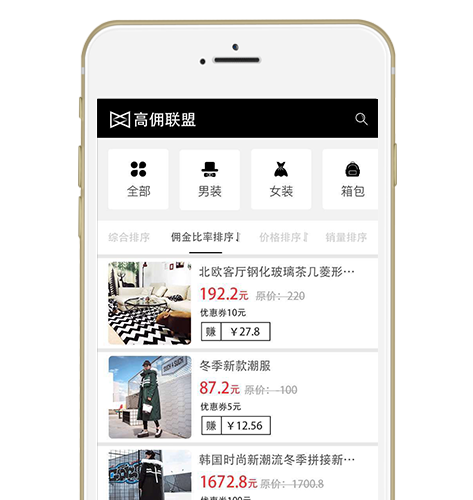 高佣联盟
全部
男装
女装
箱包
综合排序
佣金比率排序
价格排序
销量排序
北欧客厅钢化玻璃茶几菱形…
192.2元 原价：220
优惠券10元
赚 ￥27.8
冬季新款潮服
87.2元 原价：100
优惠券5元
赚 ￥12.56
韩国时尚新潮流冬季拼接新…
1672.8元 原价：1700.8